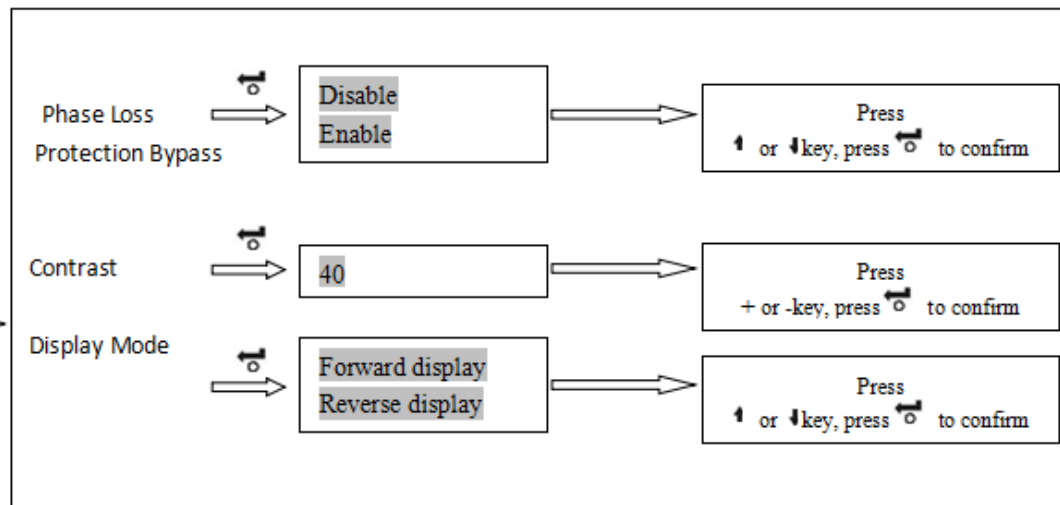 Phase Loss
Protection Bypass
Disable
Enable
Press
⬆ or ⬇key, press to confirm
Contrast
40
Press
+ or -key, press to confirm
Display Mode
Forward display
Reverse display
Press
⬆ or ⬇key, press to confirm